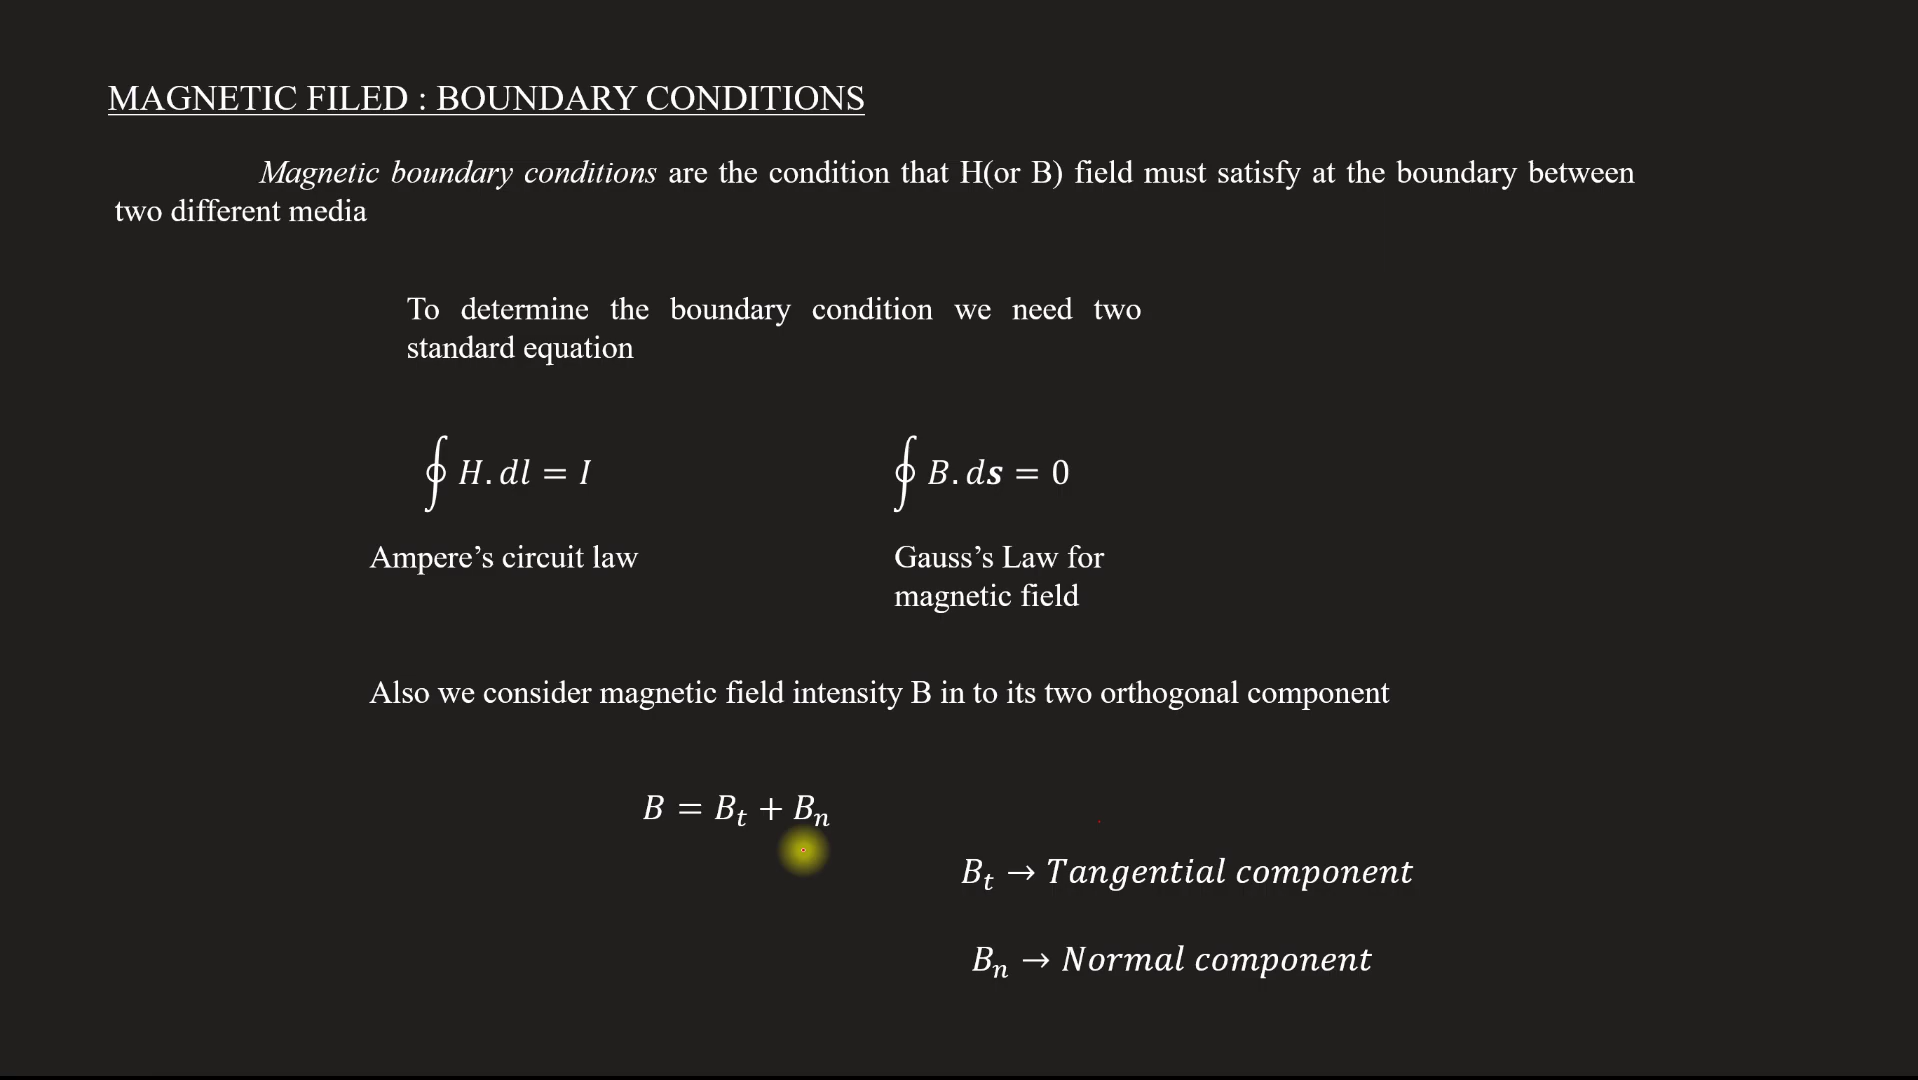 MAGNETIC FILED : BOUNDARY CONDITIONS
Magnetic boundary conditions are the condition that H(or B) field must satisfy at the boundary between
two different media
To determine the boundary condition we need two
standard equation
∮ H. dl = I
∮ B. ds = 0
Ampere’s circuit law
Gauss’s Law for
magnetic field
Also we consider magnetic field intensity B in to its two orthogonal component
B = Bₜ + Bₙ
Bₜ → Tangential component
Bₙ → Normal component